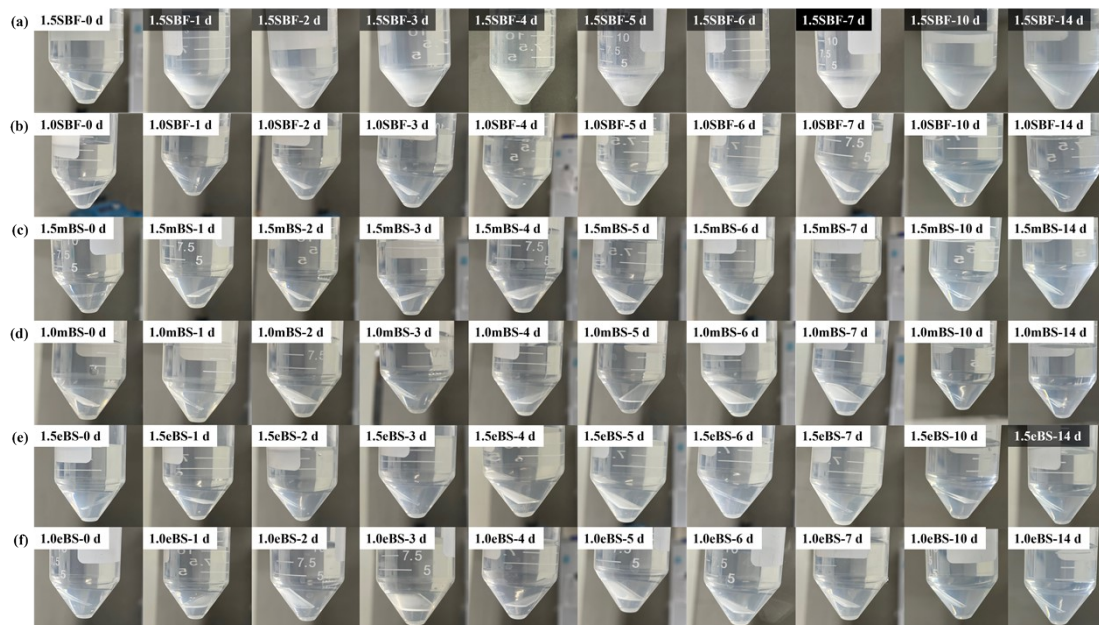 (a) 1.5SBF-0 d 1.5SBF-1 d 1.5SBF-2 d 1.5SBF-3 d 1.5SBF-4 d 1.5SBF-5 d 1.5SBF-6 d 1.5SBF-7 d 1.5SBF-10 d 1.5SBF-14 d
(b) 1.0SBF-0 d 1.0SBF-1 d 1.0SBF-2 d 1.0SBF-3 d 1.0SBF-4 d 1.0SBF-5 d 1.0SBF-6 d 1.0SBF-7 d 1.0SBF-10 d 1.0SBF-14 d
(c) 1.5mBS-0 d 1.5mBS-1 d 1.5mBS-2 d 1.5mBS-3 d 1.5mBS-4 d 1.5mBS-5 d 1.5mBS-6 d 1.5mBS-7 d 1.5mBS-10 d 1.5mBS-14 d
(d) 1.0mBS-0 d 1.0mBS-1 d 1.0mBS-2 d 1.0mBS-3 d 1.0mBS-4 d 1.0mBS-5 d 1.0mBS-6 d 1.0mBS-7 d 1.0mBS-10 d 1.0mBS-14 d
(e) 1.5eBS-0 d 1.5eBS-1 d 1.5eBS-2 d 1.5eBS-3 d 1.5eBS-4 d 1.5eBS-5 d 1.5eBS-6 d 1.5eBS-7 d 1.5eBS-10 d 1.5eBS-14 d
(f) 1.0eBS-0 d 1.0eBS-1 d 1.0eBS-2 d 1.0eBS-3 d 1.0eBS-4 d 1.0eBS-5 d 1.0eBS-6 d 1.0eBS-7 d 1.0eBS-10 d 1.0eBS-14 d